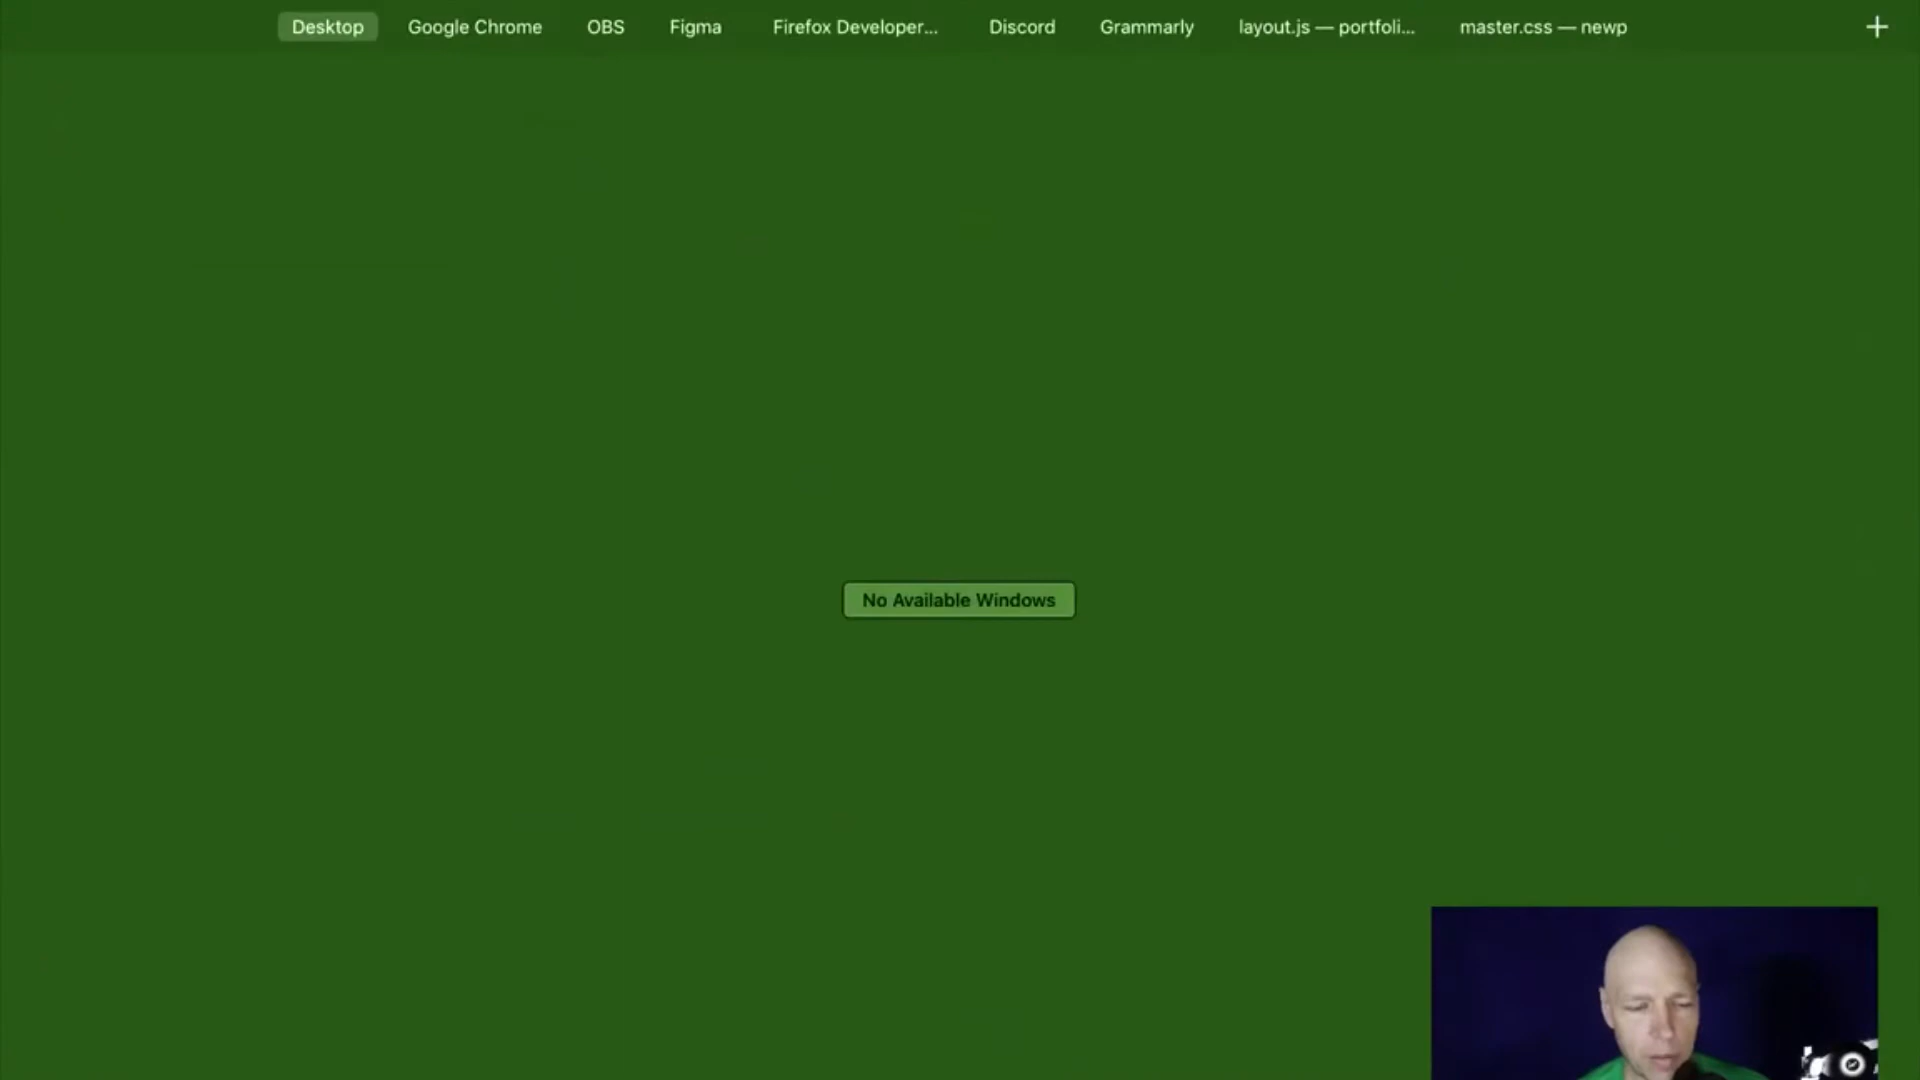 Desktop
Google Chrome
OBS
Figma
Firefox Developer...
Discord
Grammarly
layout.js — portfoli...
master.css — newp
No Available Windows